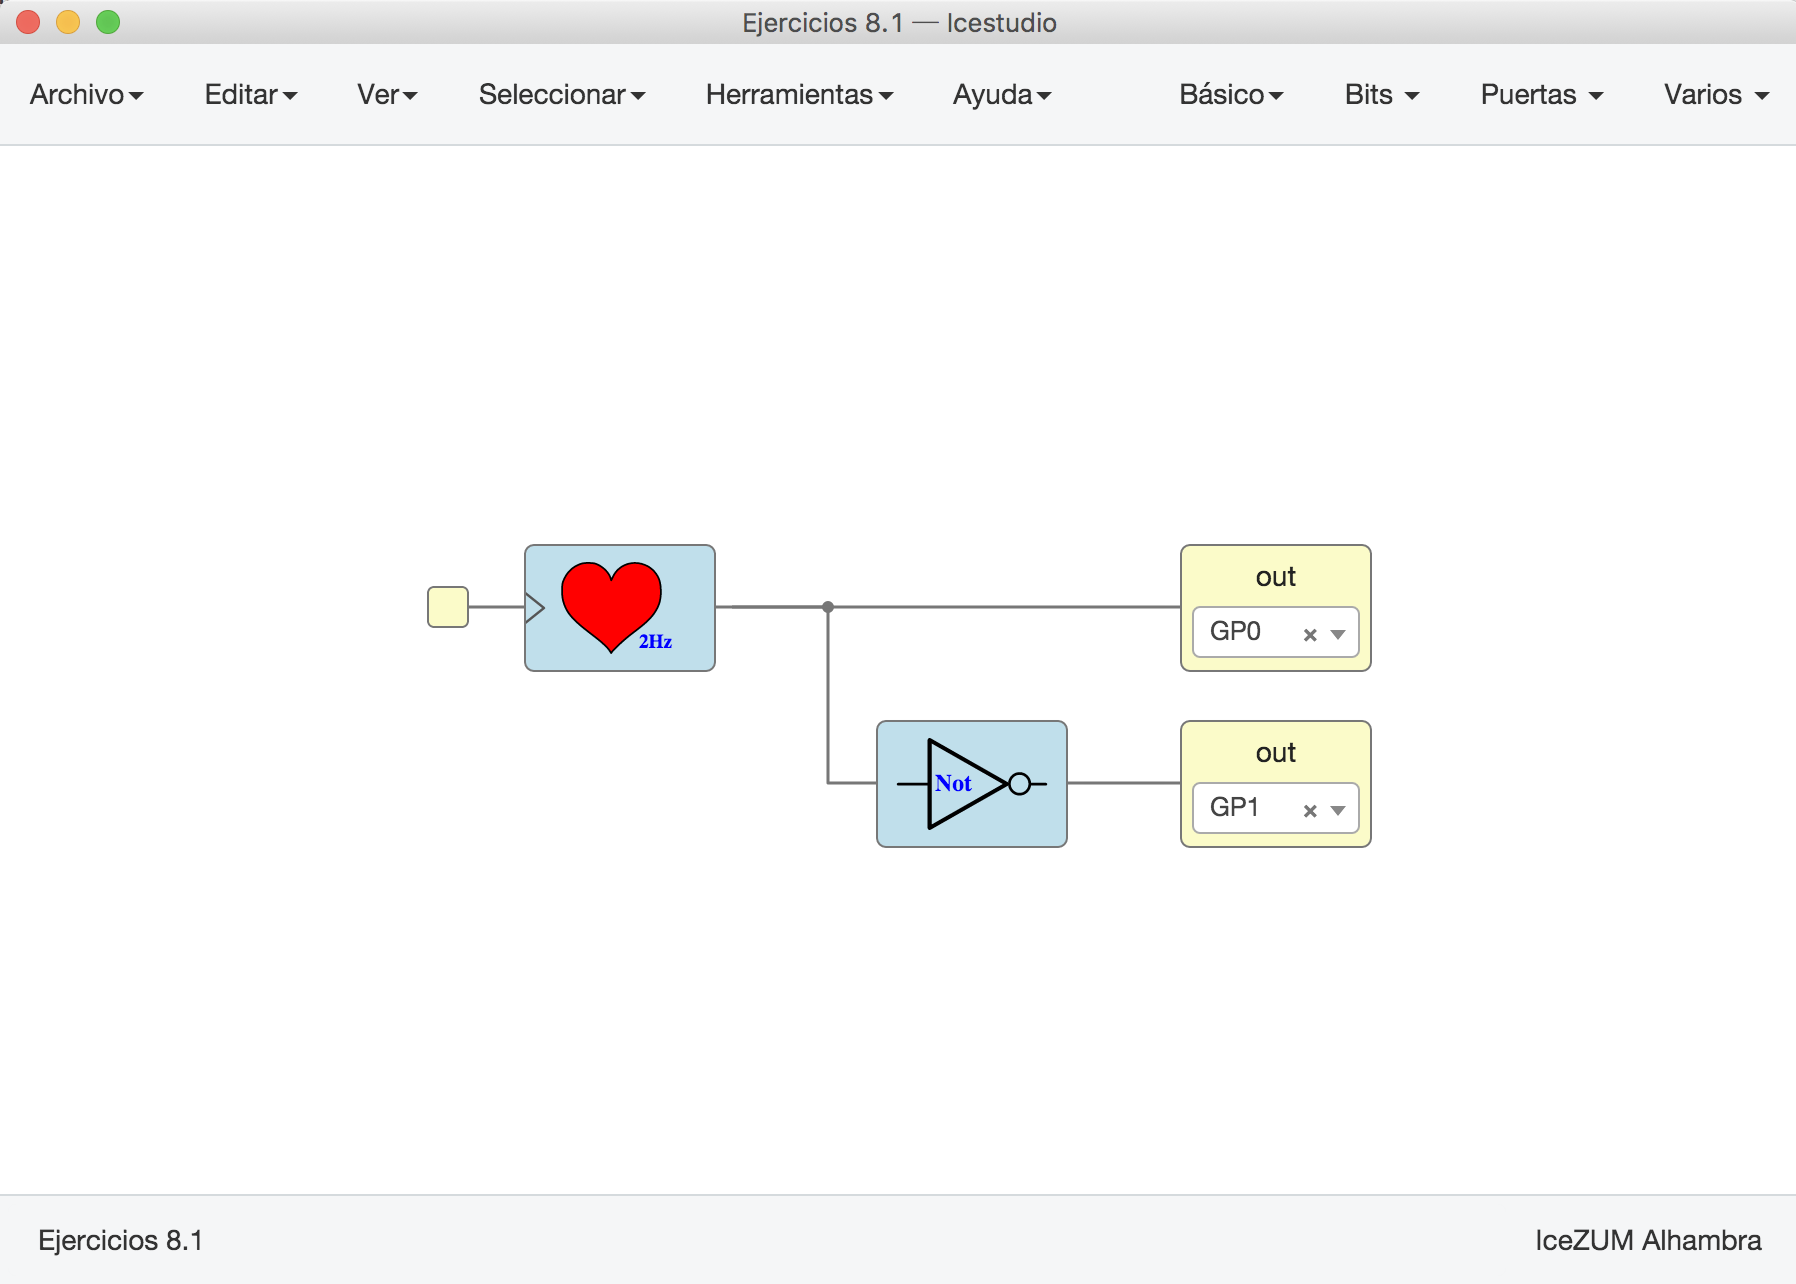 Ejercicios 8.1 — Icestudio
Archivo Editar Ver Seleccionar Herramientas Ayuda Básico Bits Puertas Varios
2Hz
out
GP0
Not
out
GP1
Ejercicios 8.1
IceZUM Alhambra